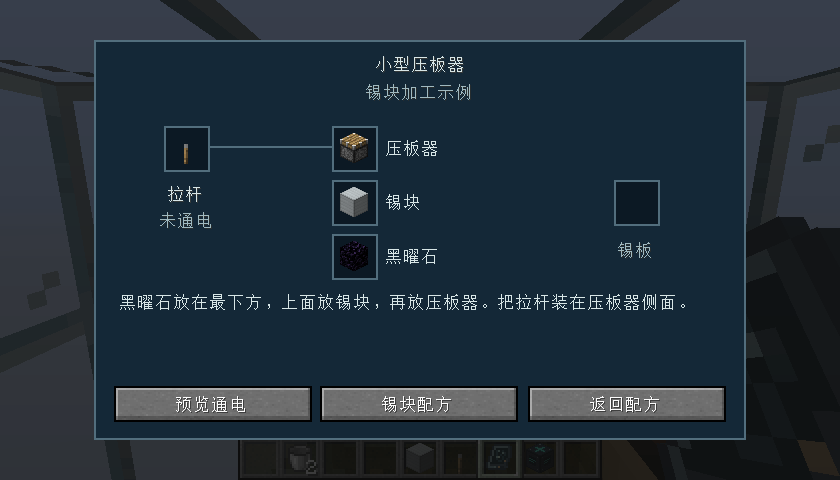 小型压板器
锡块加工示例
压板器
拉杆
未通电
锡块
锡板
黑曜石
黑曜石放在最下方，上面放锡块，再放压板器。把拉杆装在压板器侧面。
预览通电
锡块配方
返回配方
2